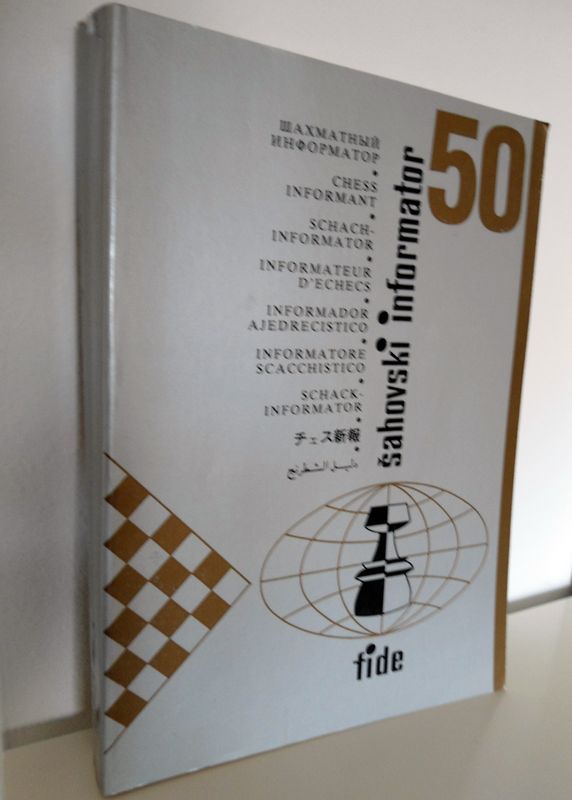 50
šahovski informator
ШАХМАТНЫЙ
ИНФОРМАТОР
CHESS
INFORMANT
SCHACH-
INFORMATOR
INFORMATEUR
D'ECHECS
INFORMADOR
AJEDRECISTICO
INFORMATORE
SCACCHISTICO
SCHACK-
INFORMATOR
チェス新報
دليل الشطرنج
fide